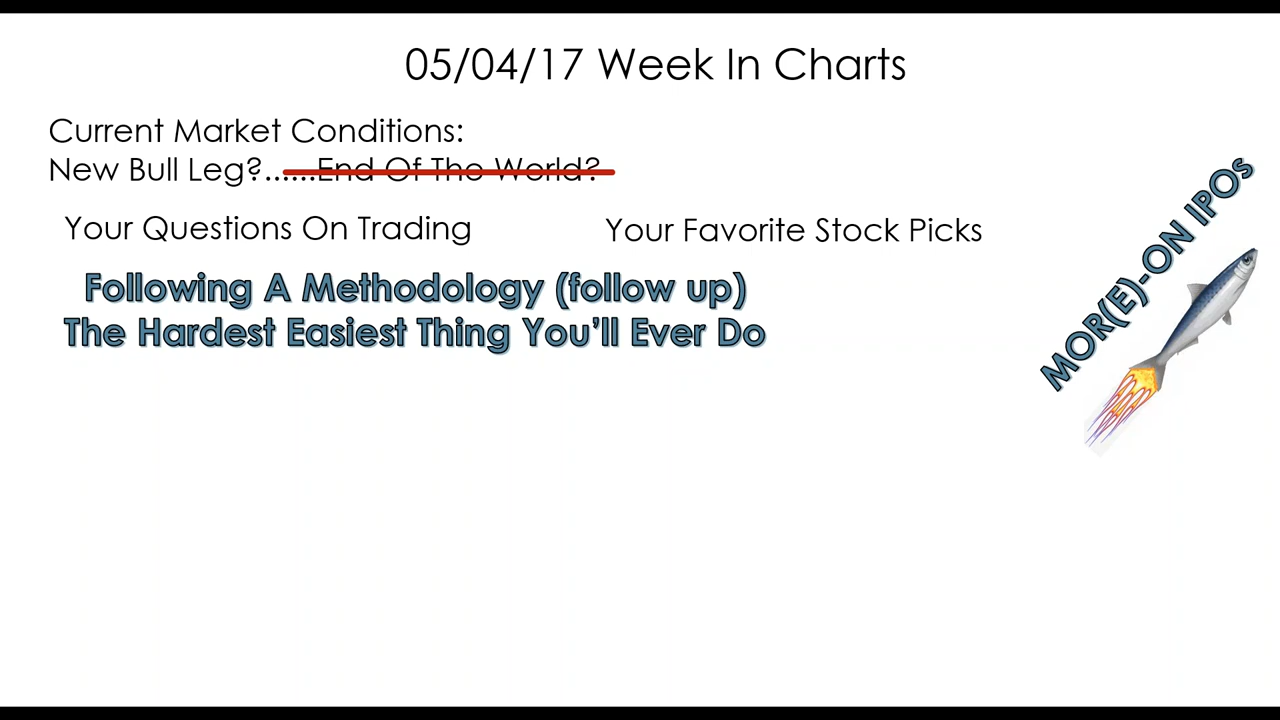 05/04/17 Week In Charts
Current Market Conditions:
New Bull Leg?......End Of The World?
Your Questions On Trading
Your Favorite Stock Picks
Following A Methodology (follow up)
The Hardest Easiest Thing You’ll Ever Do
MOR(E)-ON IPOs